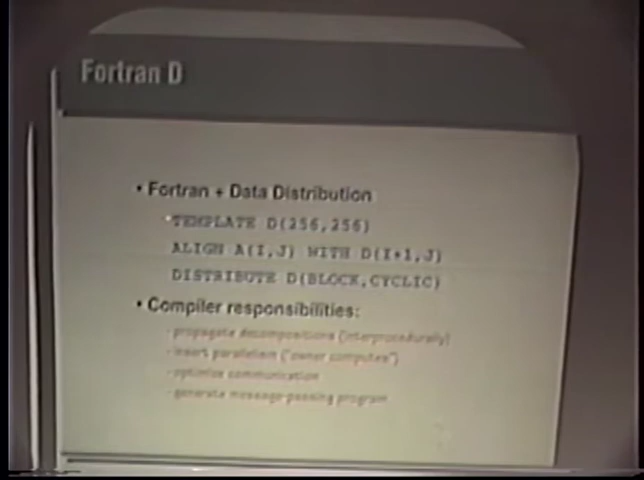 Fortran D
• Fortran + Data Distribution
TEMPLATE D(256,256)
ALIGN A(I,J) WITH D(I+1,J)
DISTRIBUTE D(BLOCK,CYCLIC)
• Compiler responsibilities:
- propagate decompositions (interprocedurally)
- insert parallelism ("owner computes")
- optimize communication
- generate message-passing program